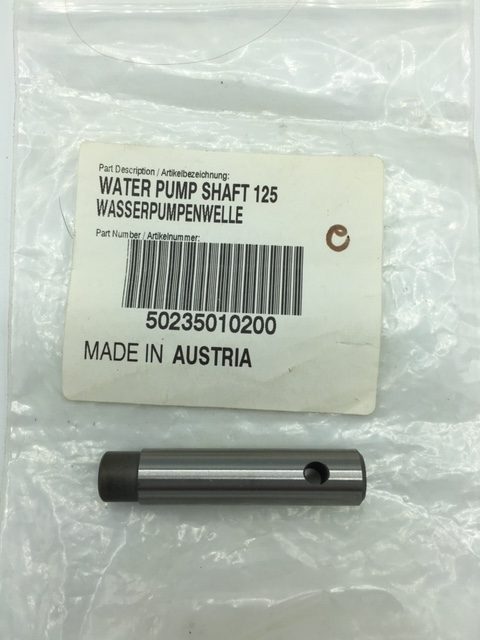 Part Description / Artikelbezeichnung:
WATER PUMP SHAFT 125
WASSERPUMPENWELLE
Part Number / Artikelnummer:
50235010200
MADE IN AUSTRIA
e